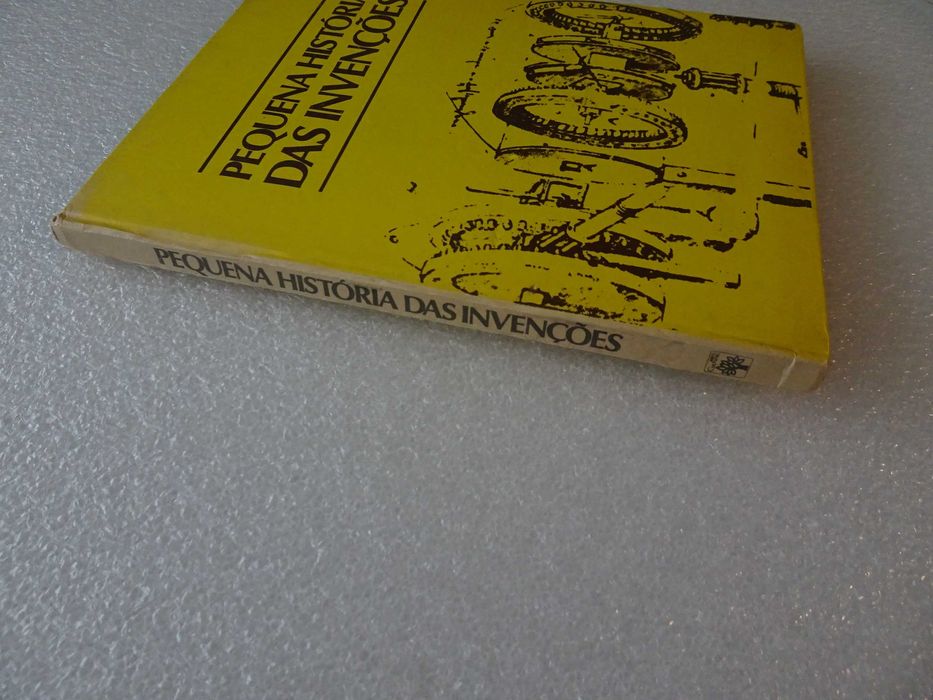 PEQUENA HISTÓRIA
DAS INVENÇÕES
PEQUENA HISTÓRIA DAS INVENÇÕES